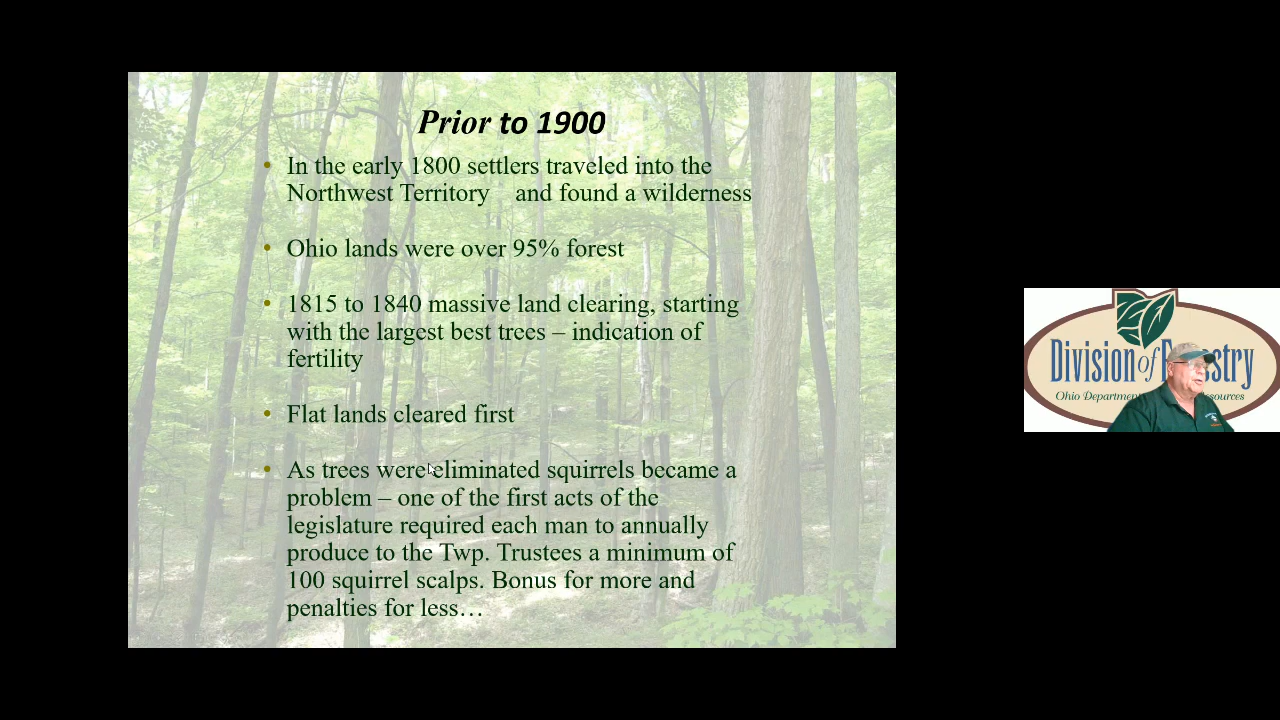 Prior to 1900
• In the early 1800 settlers traveled into the
Northwest Territory and found a wilderness
• Ohio lands were over 95% forest
• 1815 to 1840 massive land clearing, starting
with the largest best trees – indication of
fertility
• Flat lands cleared first
• As trees were eliminated squirrels became a
problem – one of the first acts of the
legislature required each man to annually
produce to the Twp. Trustees a minimum of
100 squirrel scalps. Bonus for more and
penalties for less…
Division of F estry
Ohio Departmen esources